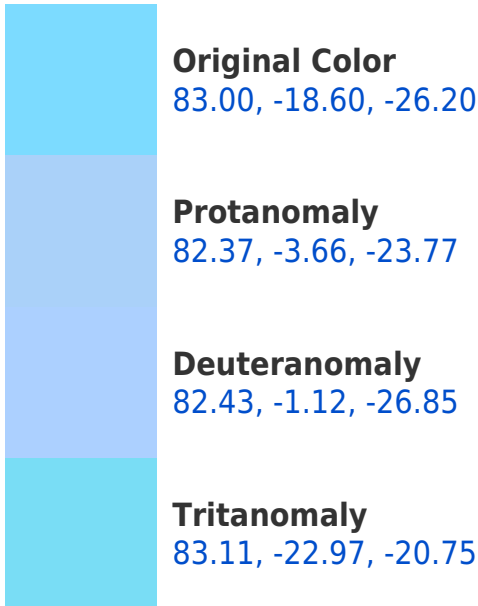 Original Color
83.00, -18.60, -26.20
Protanomaly
82.37, -3.66, -23.77
Deuteranomaly
82.43, -1.12, -26.85
Tritanomaly
83.11, -22.97, -20.75